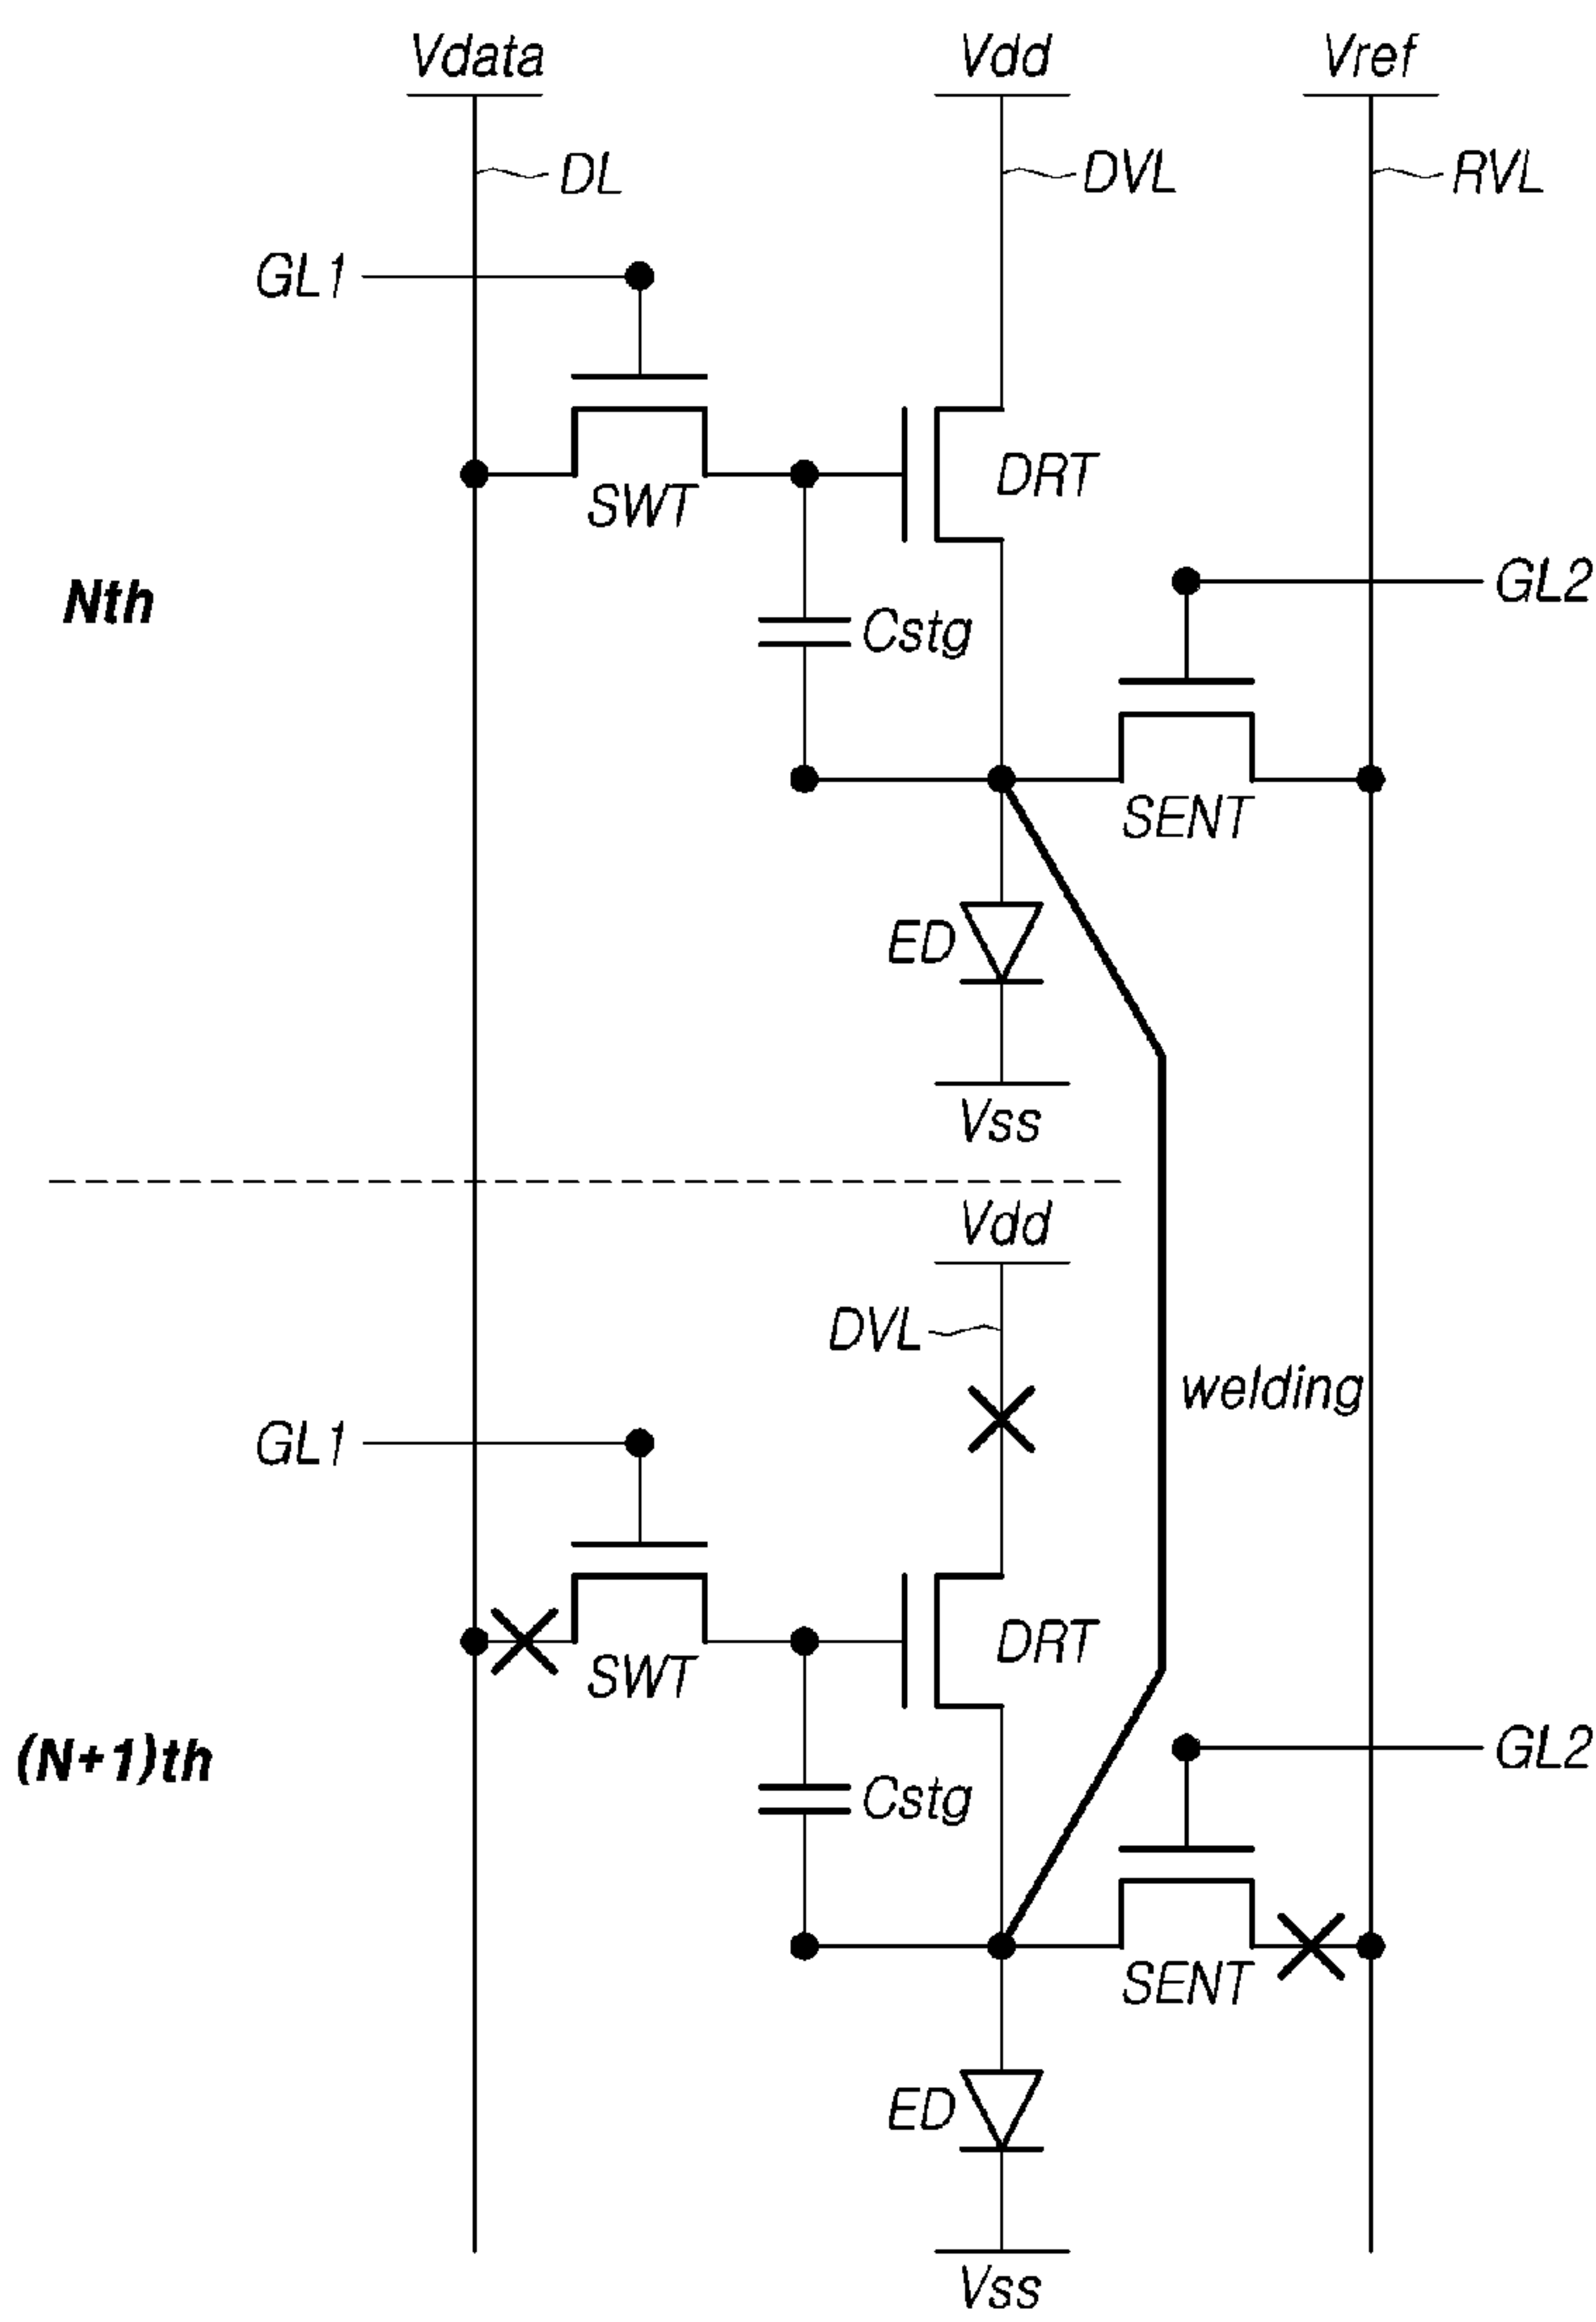 Vdata
Vdd
Vref
DL
DVL
RVL
GL1
DRT
SWT
Nth
GL2
Cstg
SENT
ED
Vss
Vdd
DVL
welding
GL1
DRT
SWT
(N+1)th
GL2
Cstg
SENT
ED
Vss